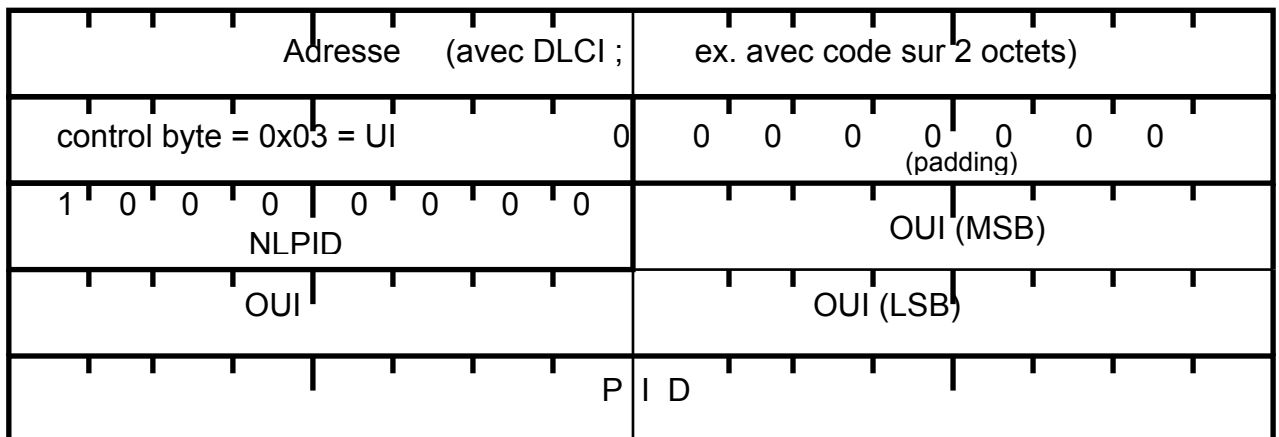 Adresse (avec DLCI ; ex. avec code sur 2 octets)
control byte = 0x03 = UI 0 0 0 0 0 0 0 0
(padding)
1 0 0 0 0 0 0 0
NLPID
OUI (MSB)
OUI OUI (LSB)
P I D